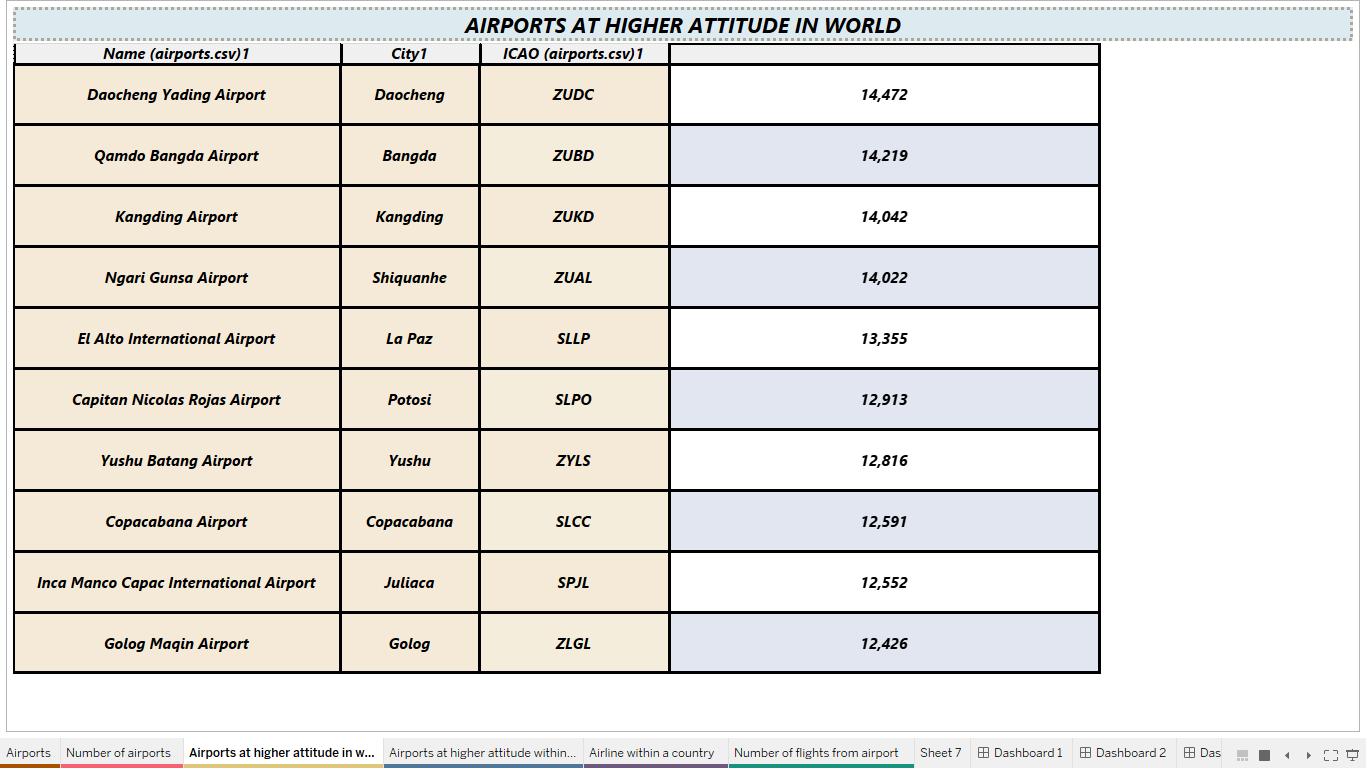 AIRPORTS AT HIGHER ATTITUDE IN WORLD
Name (airports.csv)1 City1 ICAO (airports.csv)1
Daocheng Yading Airport Daocheng ZUDC 14,472
Qamdo Bangda Airport Bangda ZUBD 14,219
Kangding Airport Kangding ZUKD 14,042
Ngari Gunsa Airport Shiquanhe ZUAL 14,022
El Alto International Airport La Paz SLLP 13,355
Capitan Nicolas Rojas Airport Potosi SLPO 12,913
Yushu Batang Airport Yushu ZYLS 12,816
Copacabana Airport Copacabana SLCC 12,591
Inca Manco Capac International Airport Juliaca SPJL 12,552
Golog Maqin Airport Golog ZLGL 12,426
Airports Number of airports Airports at higher attitude in w... Airports at higher attitude within... Airline within a country Number of flights from airport Sheet 7 Dashboard 1 Dashboard 2 Das